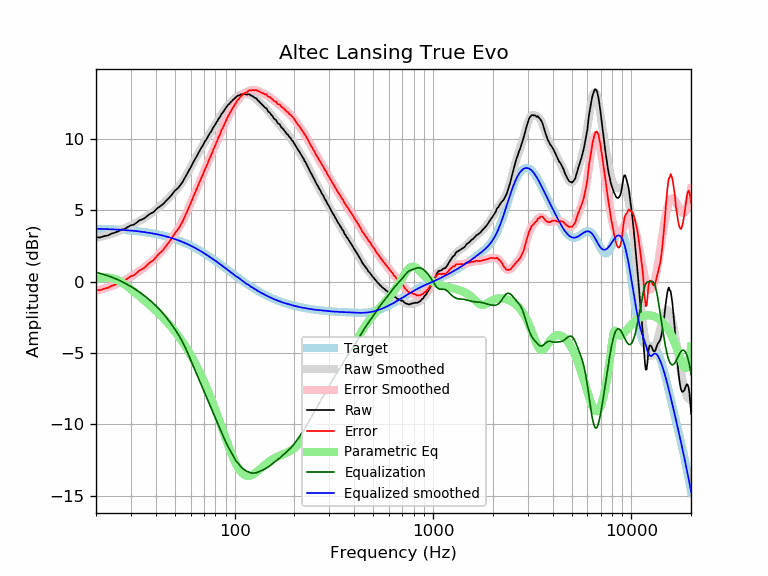 Altec Lansing True Evo
Amplitude (dBr)
10
5
0
−5
−10
−15
Target
Raw Smoothed
Error Smoothed
Raw
Error
Parametric Eq
Equalization
Equalized smoothed
100
1000
10000
Frequency (Hz)